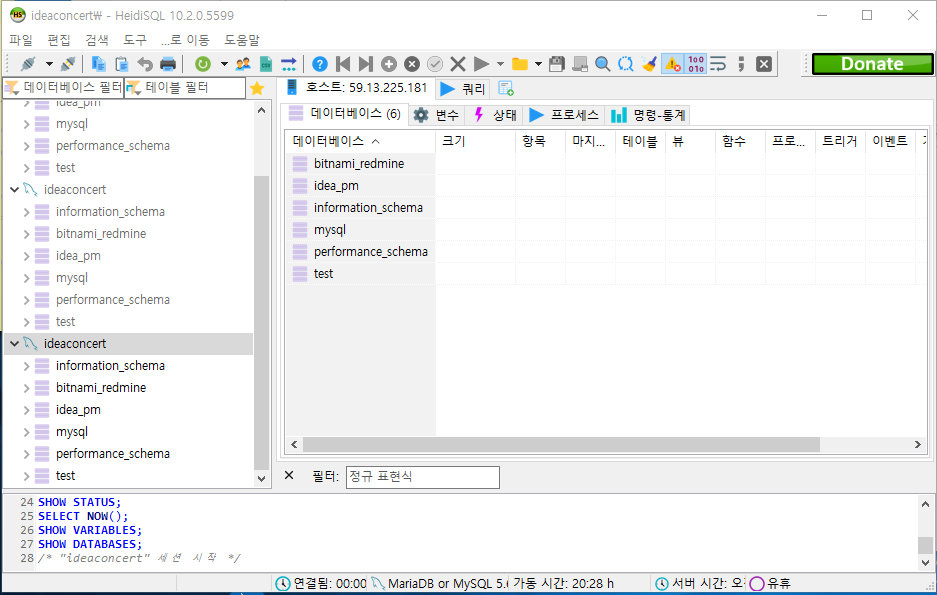 ideaconcert₩ - HeidiSQL 10.2.0.5599
파일 편집 검색 도구 ...로 이동 도움말
Donate
데이터베이스 필터 테이블 필터
idea_pm
mysql
performance_schema
test
ideaconcert
information_schema
bitnami_redmine
idea_pm
mysql
performance_schema
test
ideaconcert
information_schema
bitnami_redmine
idea_pm
mysql
performance_schema
test
호스트: 59.13.225.181 쿼리
데이터베이스 (6) 변수 상태 프로세스 명령-통계
데이터베이스 크기 항목 마지... 테이블 뷰 함수 프로... 트리거 이벤트
bitnami_redmine
idea_pm
information_schema
mysql
performance_schema
test
필터: 정규 표현식
24 SHOW STATUS;
25 SELECT NOW();
26 SHOW VARIABLES;
27 SHOW DATABASES;
28 /* "ideaconcert" 세션 시작 */
연결됨: 00:00 MariaDB or MySQL 5.6 가동 시간: 20:28 h 서버 시간: 오전 유휴